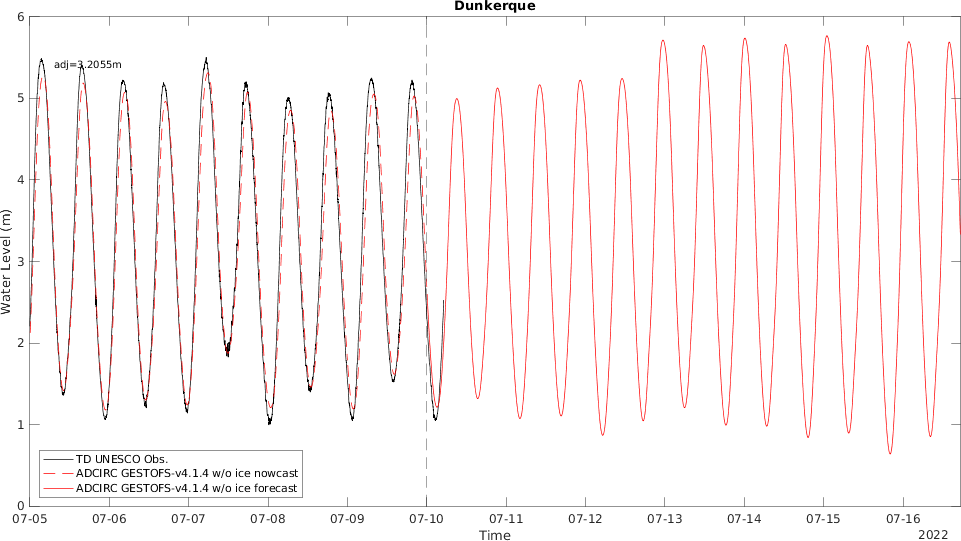 Dunkerque
6
5
4
3
2
1
0
Water Level (m)
adj=3.2055m
TD UNESCO Obs.
ADCIRC GESTOFS-v4.1.4 w/o ice nowcast
ADCIRC GESTOFS-v4.1.4 w/o ice forecast
07-05 07-06 07-07 07-08 07-09 07-10 07-11 07-12 07-13 07-14 07-15 07-16
Time
2022